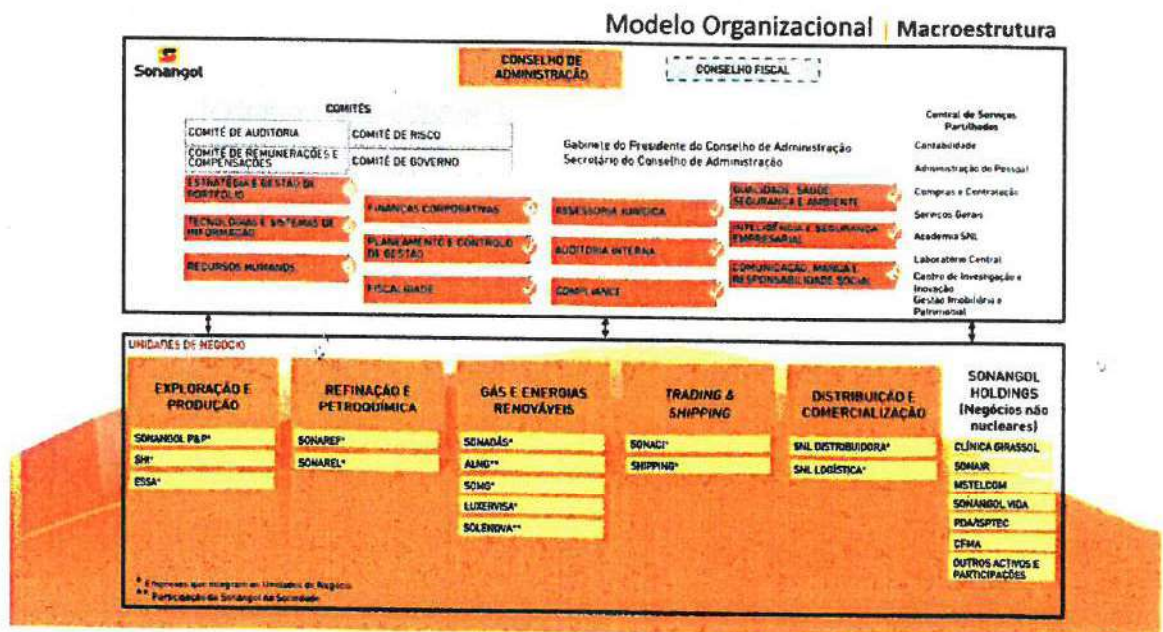 Modelo Organizacional | Macroestrutura
Sonangol
CONSELHO DE
ADMINISTRAÇÃO
CONSELHO FISCAL
COMITÉS
COMITÉ DE AUDITORIA
COMITÉ DE RISCO
COMITÉ DE REMUNERAÇÕES E
COMPENSAÇÕES
COMITÉ DE GOVERNO
Gabinete do Presidente do Conselho de Administração
Secretário do Conselho de Administração
Central de Serviços
Partilhados
Contabilidade
Administração de Pessoal
Compras e Contratação
Serviços Gerais
Academia SNL
Laboratório Central
Centro de Investigação e
Inovação
Gestão Imobiliária e
Patrimonial
ESTRATÉGIA E GESTÃO DE
PORTFÓLIO
TECNOLOGIAS E SISTEMAS DE
INFORMAÇÃO
RECURSOS HUMANOS
FINANÇAS CORPORATIVAS
PLANEAMENTO E CONTROLO
DE GESTÃO
FISCALIDADE
ASSESSORIA JURÍDICA
AUDITORIA INTERNA
COMPLIANCE
QUALIDADE, SAÚDE,
SEGURANÇA E AMBIENTE
INTELIGÊNCIA E SEGURANÇA
EMPRESARIAL
COMUNICAÇÃO, MARCA E
RESPONSABILIDADE SOCIAL
UNIDADES DE NEGÓCIO
EXPLORAÇÃO E
PRODUÇÃO
SONANGOL P&P*
SHI*
ESSA*
REFINAÇÃO E
PETROQUÍMICA
SONAREF*
SONAREL*
GÁS E ENERGIAS
RENOVÁVEIS
SONAGÁS*
ALNG**
SOMG*
LUXERVISA*
SOLENOVA**
TRADING &
SHIPPING
SONACI*
SHIPPING*
DISTRIBUIÇÃO E
COMERCIALIZAÇÃO
SNL DISTRIBUIDORA*
SNL LOGÍSTICA*
SONANGOL
HOLDINGS
(Negócios não
nucleares)
CLÍNICA GIRASSOL
SONAIR
MSTELCOM
SONANGOL VIDA
PDA/ISPTEC
CFMA
OUTROS ACTIVOS E
PARTICIPAÇÕES
* Empresas que integram as Unidades de Negócio
** Participação da Sonangol na Sociedade